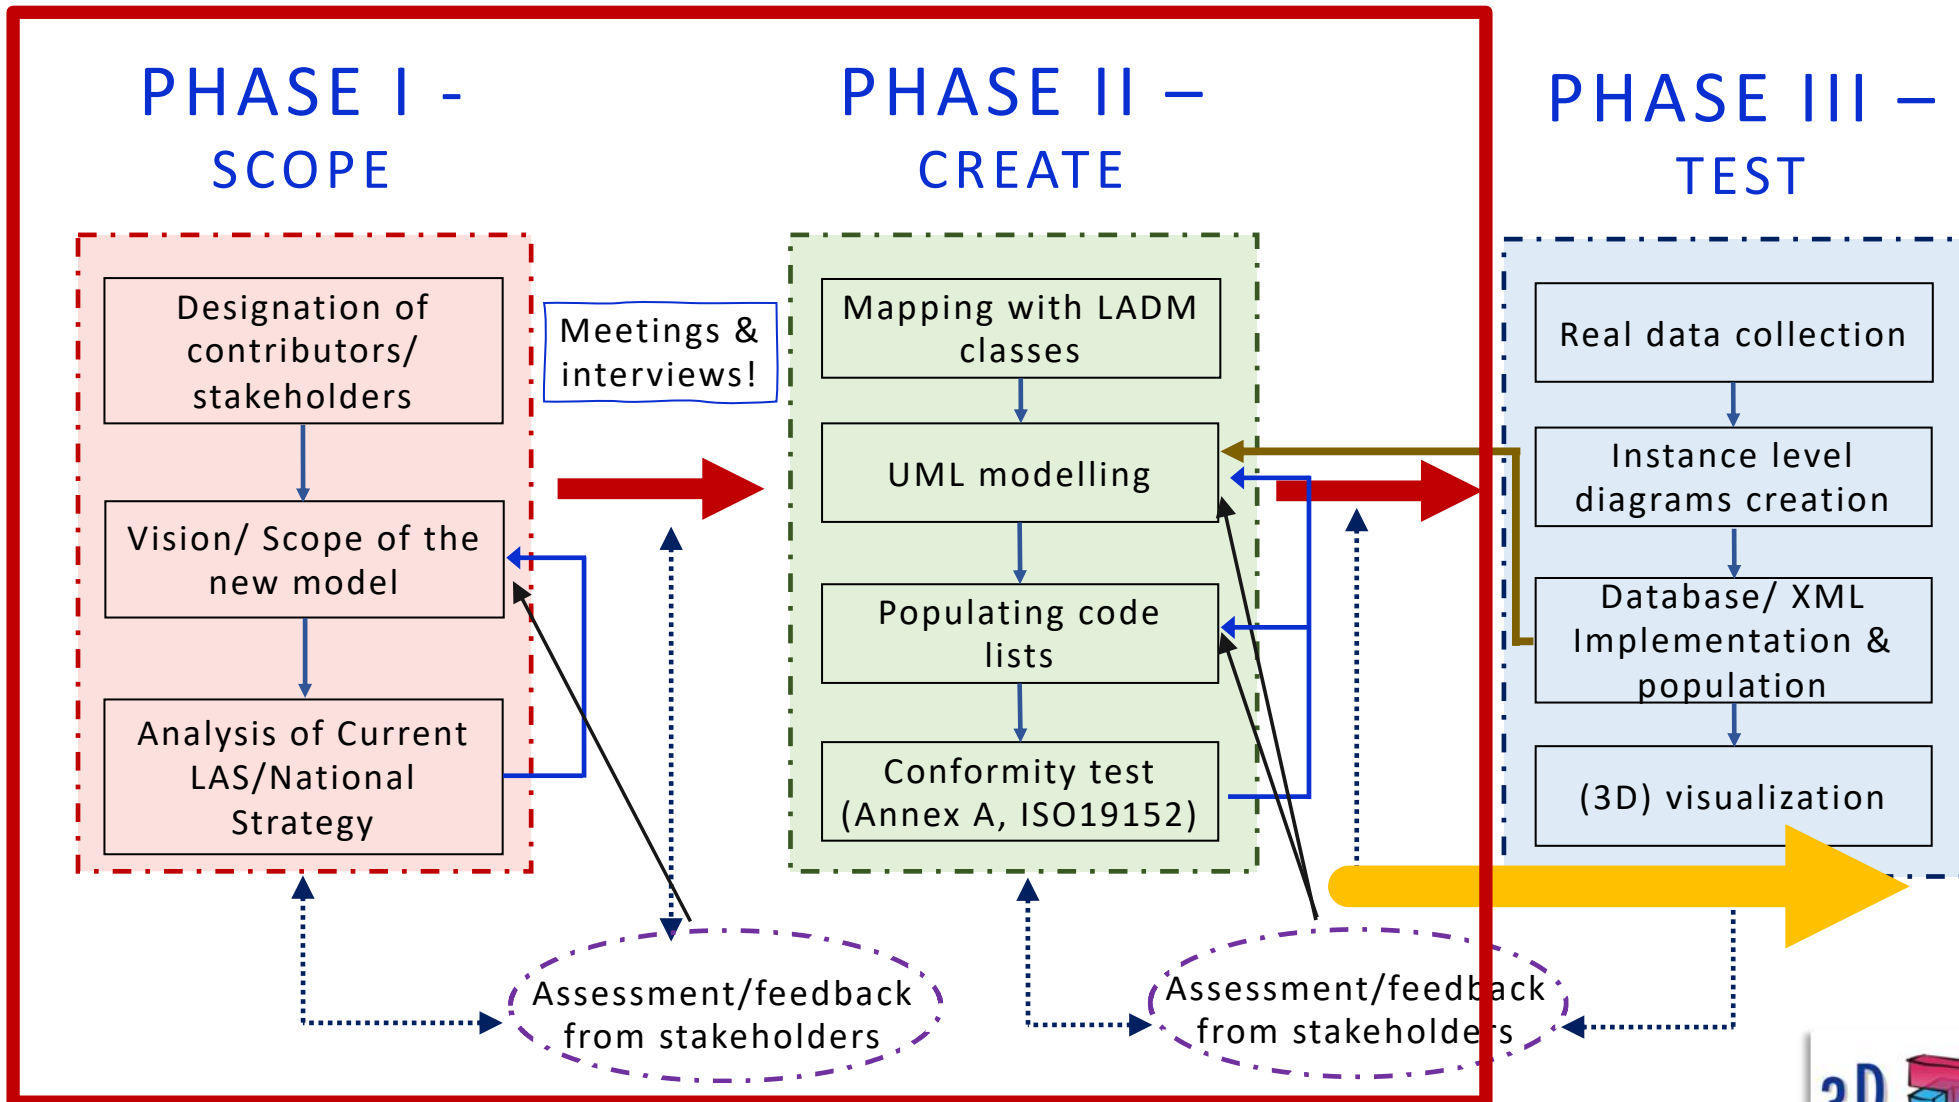 PHASE I -
SCOPE
Designation of
contributors/
stakeholders
Vision/ Scope of the
new model
Analysis of Current
LAS/National
Strategy
Meetings &
interviews!
Assessment/feedback
from stakeholders
PHASE II –
CREATE
Mapping with LADM
classes
UML modelling
Populating code
lists
Conformity test
(Annex A, ISO19152)
Assessment/feedback
from stakeholders
PHASE III –
TEST
Real data collection
Instance level
diagrams creation
Database/ XML
Implementation &
population
(3D) visualization
3D